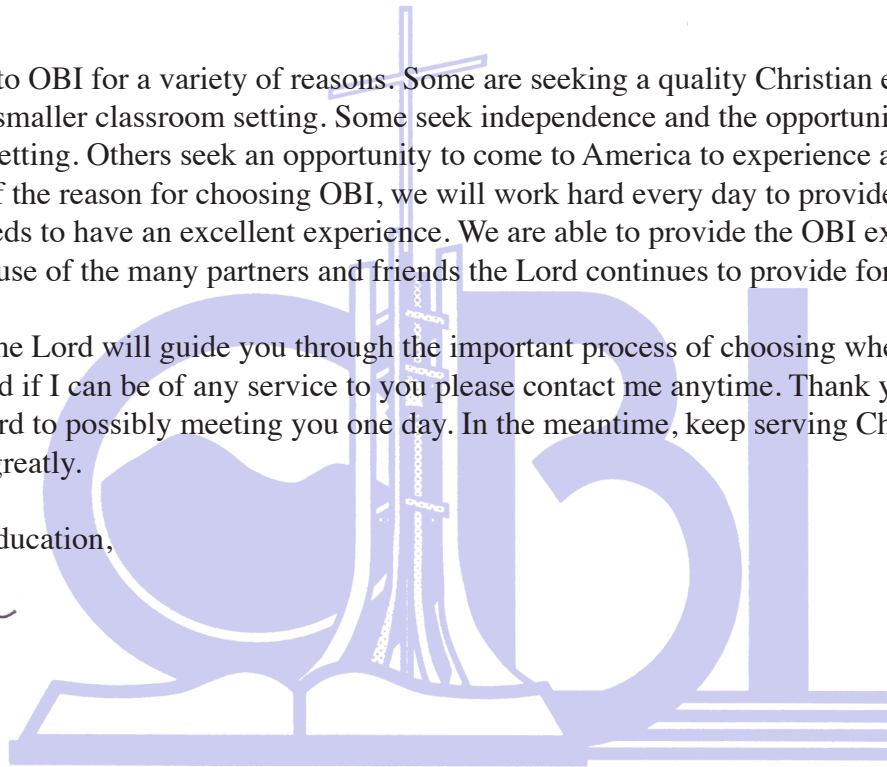 to OBI for a variety of reasons. Some are seeking a quality Christian
smaller classroom setting. Some seek independence and the
etting. Others seek an opportunity to come to America to experience
the reason for choosing OBI, we will work hard every day to provide
eds to have an excellent experience. We are able to provide the OBI
use of the many partners and friends the Lord continues to provide for
he Lord will guide you through the important process of choosing
d if I can be of any service to you please contact me anytime. Thank
rd to possibly meeting you one day. In the meantime, keep serving
greatly.
ducation,
OBI